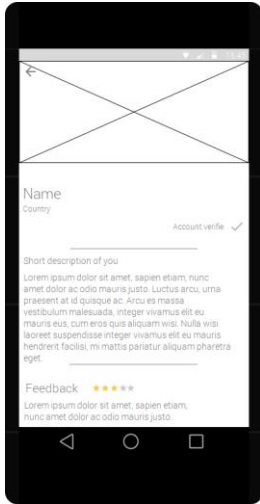 Name
Country
Account verifie
Short description of you
Lorem ipsum dolor sit amet, sapien etiam, nunc
amet dolor ac odio mauris justo. Luctus arcu, urna
praesent at id quisque ac. Arcu es massa
vestibulum malesuada, integer vivamus elit eu
mauris eus, cum eros quis aliquam wisi. Nulla wisi
laoreet suspendisse integer vivamus elit eu mauris
hendrerit facilisi, mi mattis pariatur aliquam pharetra
eget.
Feedback
Lorem ipsum dolor sit amet, sapien etiam,
nunc amet dolor ac odio mauris justo.